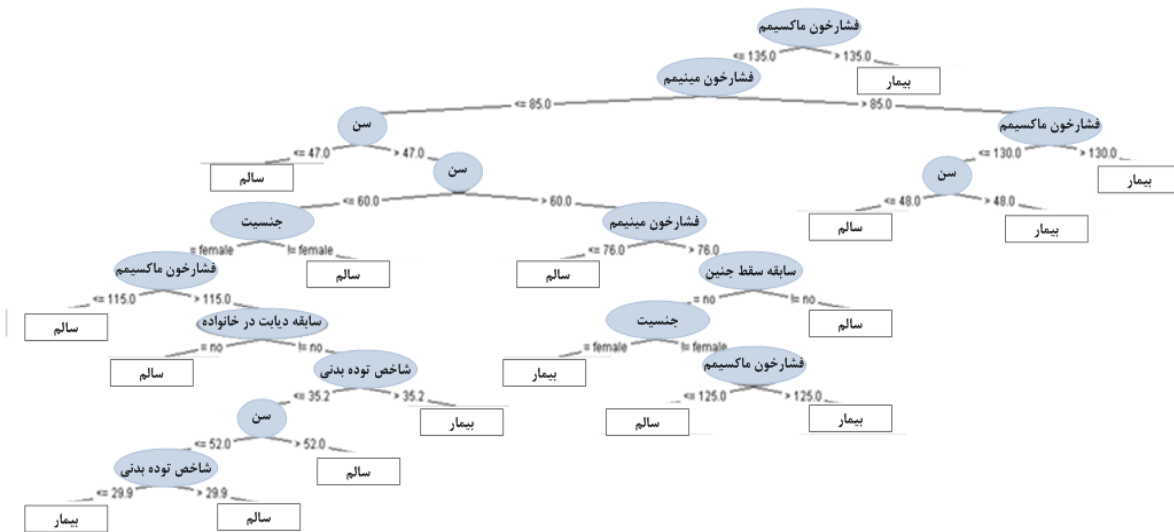 فشارخون ماکسیمم
<= 135.0
> 135.0
فشارخون مینیمم
بیمار
<= 85.0
> 85.0
سن
فشارخون ماکسیمم
<= 47.0
> 47.0
<= 130.0
> 130.0
سالم
سن
سن
بیمار
<= 60.0
> 60.0
<= 48.0
> 48.0
جنسیت
فشارخون مینیمم
سالم
بیمار
= female
!= female
<= 76.0
> 76.0
فشارخون ماکسیمم
سالم
سالم
سابقه سقط جنین
<= 115.0
> 115.0
= no
!= no
سالم
سابقه دیابت در خانواده
جنسیت
سالم
= no
!= no
= female
!= female
سالم
شاخص توده بدنی
بیمار
فشارخون ماکسیمم
<= 35.2
> 35.2
<= 125.0
> 125.0
سن
بیمار
سالم
بیمار
<= 52.0
> 52.0
شاخص توده بدنی
سالم
<= 29.9
> 29.9
بیمار
سالم